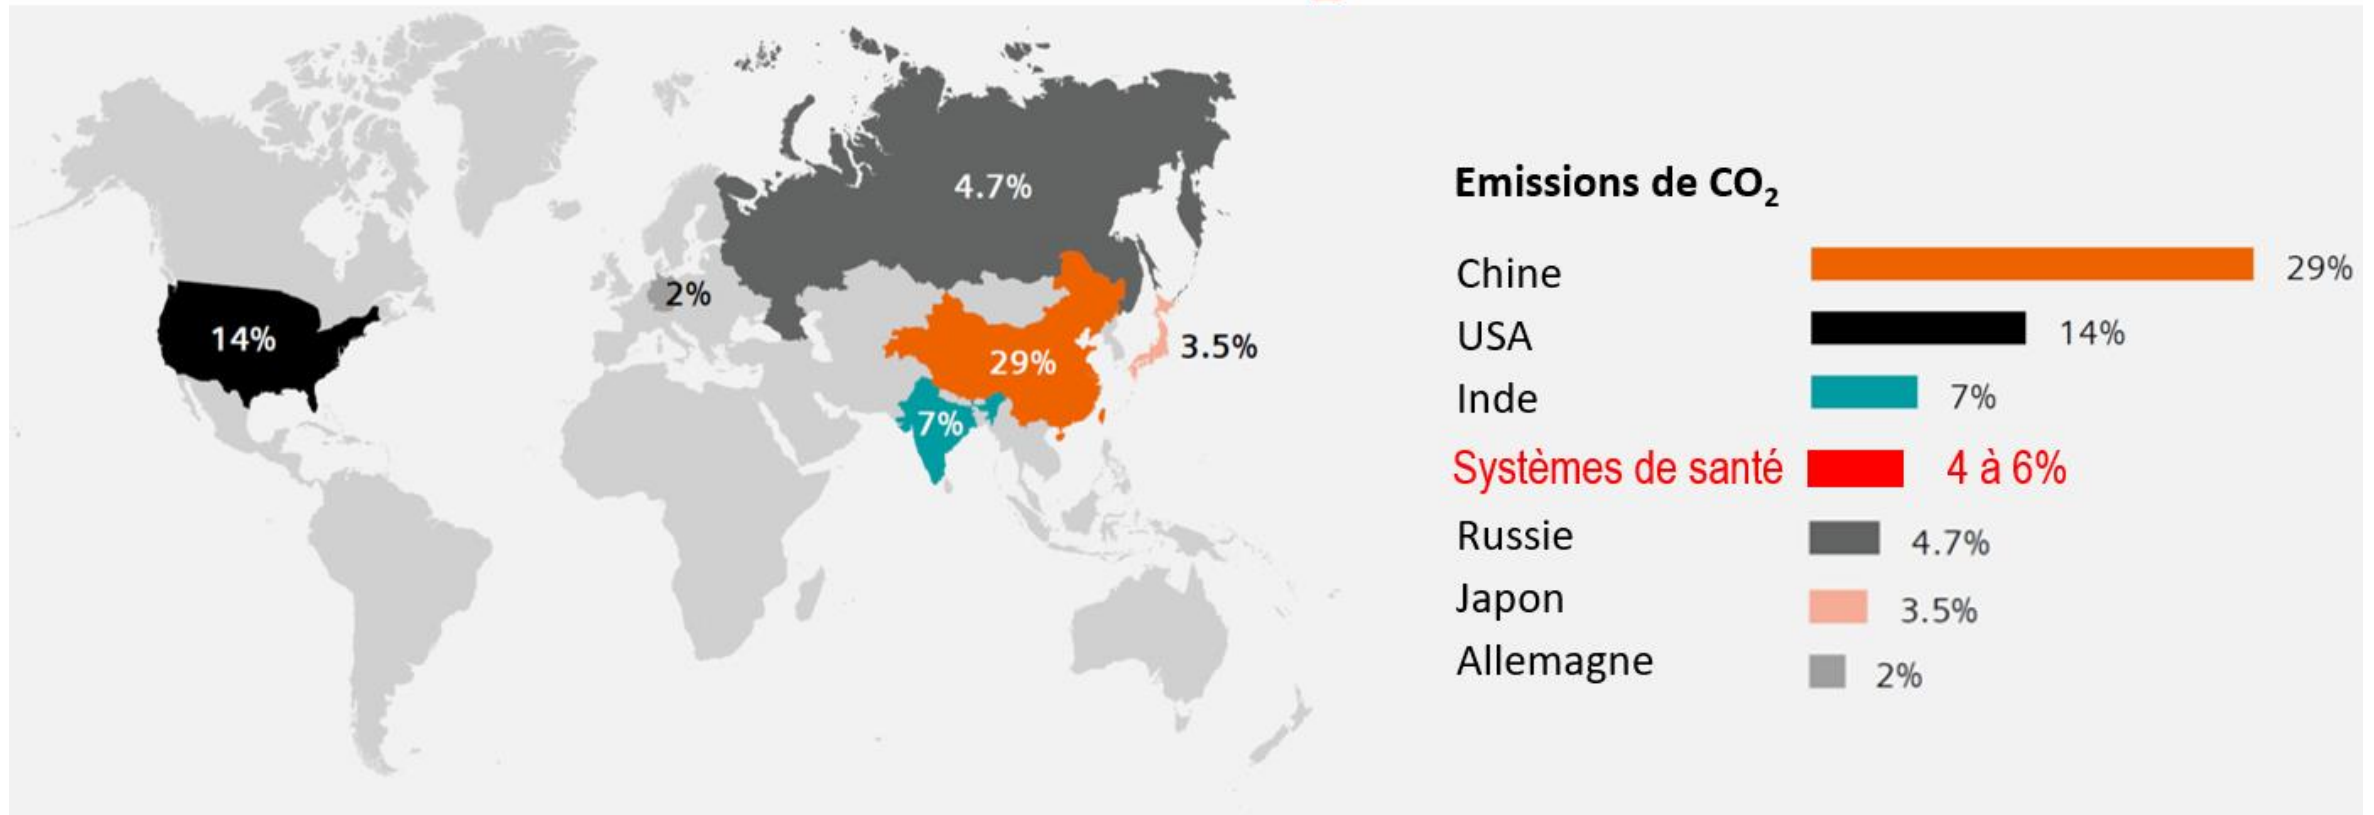 4.7%
2%
14%
3.5%
29%
7%
Emissions de CO₂
Chine 29%
USA 14%
Inde 7%
Systèmes de santé 4 à 6%
Russie 4.7%
Japon 3.5%
Allemagne 2%